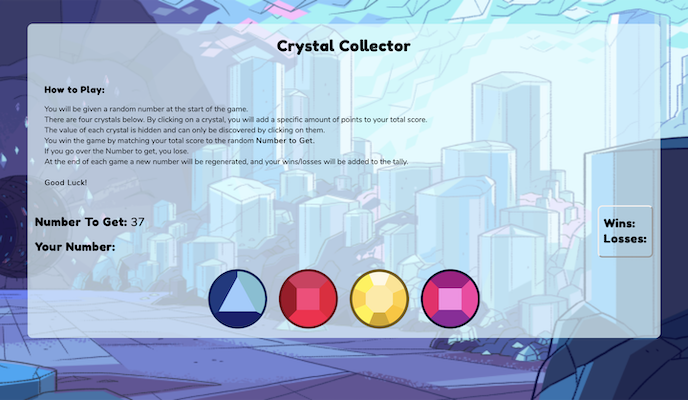 Crystal Collector
How to Play:
You will be given a random number at the start of the game.
There are four crystals below. By clicking on a crystal, you will add a specific amount of points to your total score.
The value of each crystal is hidden and can only be discovered by clicking on them.
You win the game by matching your total score to the random Number to Get.
If you go over the Number to get, you lose.
At the end of each game a new number will be regenerated, and your wins/losses will be added to the tally.
Good Luck!
Number To Get: 37
Your Number:
Wins:
Losses: